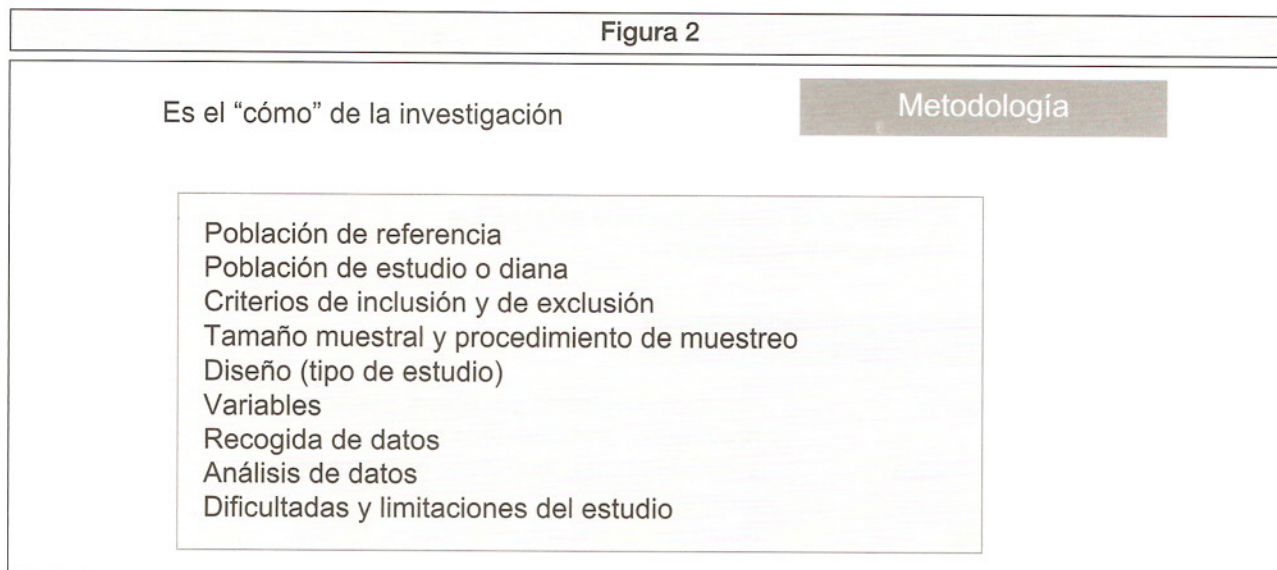 Figura 2
Es el “cómo” de la investigación
Metodología
Población de referencia
Población de estudio o diana
Criterios de inclusión y de exclusión
Tamaño muestral y procedimiento de muestreo
Diseño (tipo de estudio)
Variables
Recogida de datos
Análisis de datos
Dificultadas y limitaciones del estudio